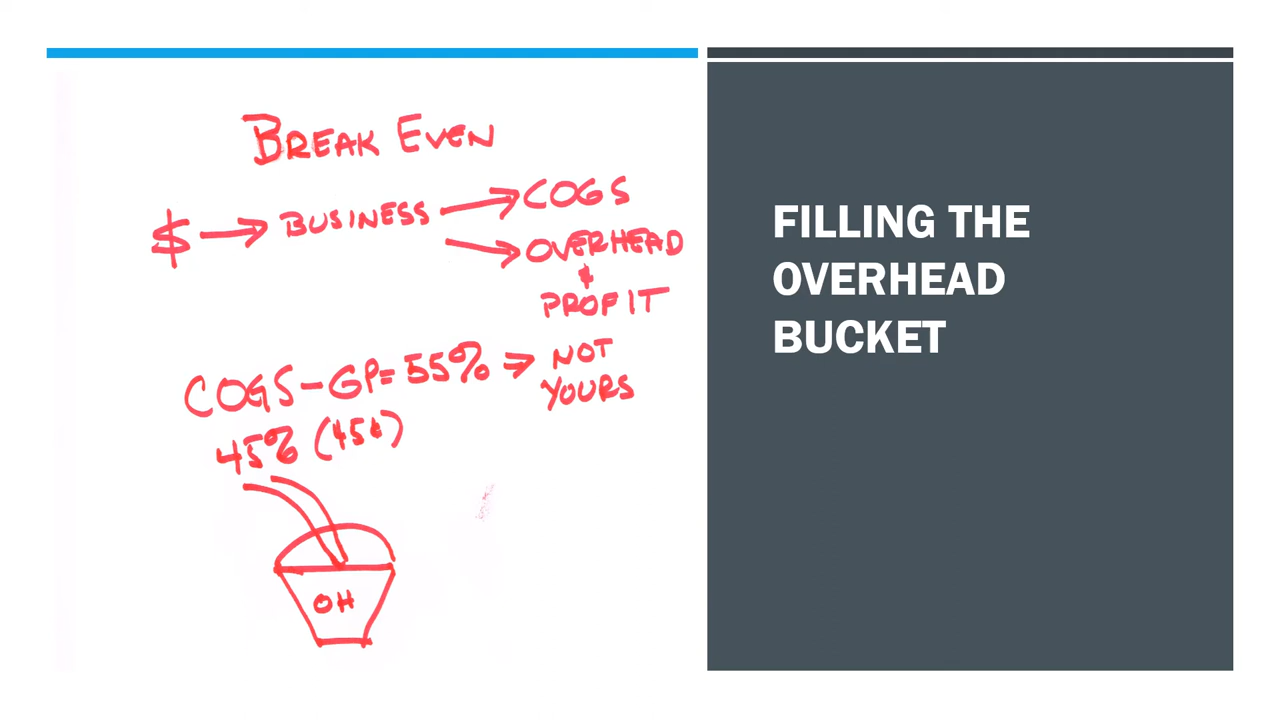 BREAK EVEN
$ → BUSINESS → COGS
→ OVERHEAD
&
PROFIT
COGS - GP = 55% → NOT
YOURS
45% (45¢)
OH
FILLING THE
OVERHEAD
BUCKET